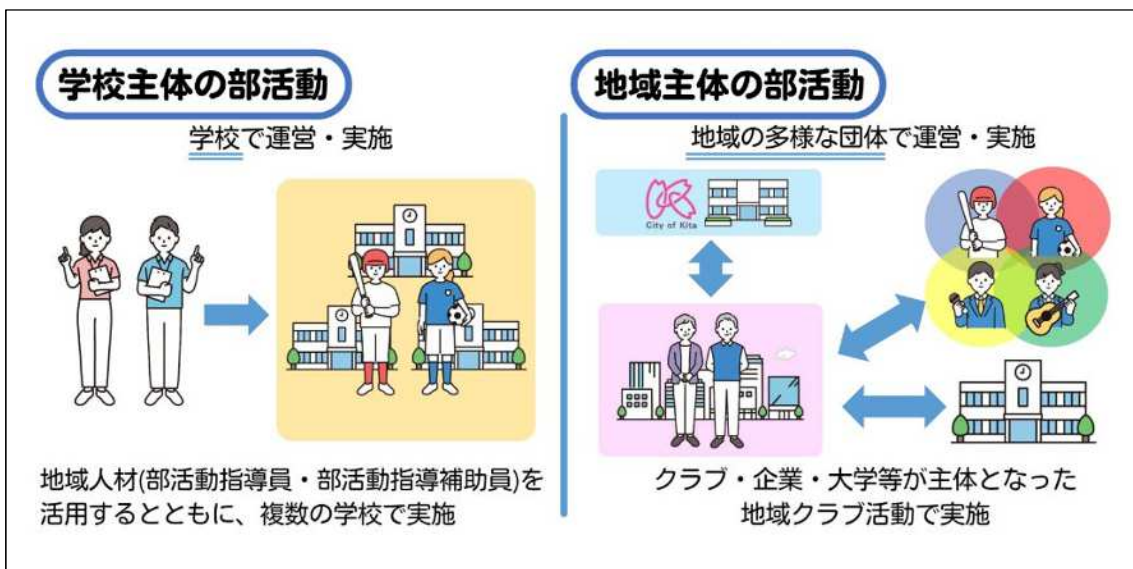 学校主体の部活動
学校で運営・実施
地域人材(部活動指導員・部活動指導補助員)を
活用するとともに、複数の学校で実施
地域主体の部活動
地域の多様な団体で運営・実施
City of Kita
クラブ・企業・大学等が主体となった
地域クラブ活動で実施